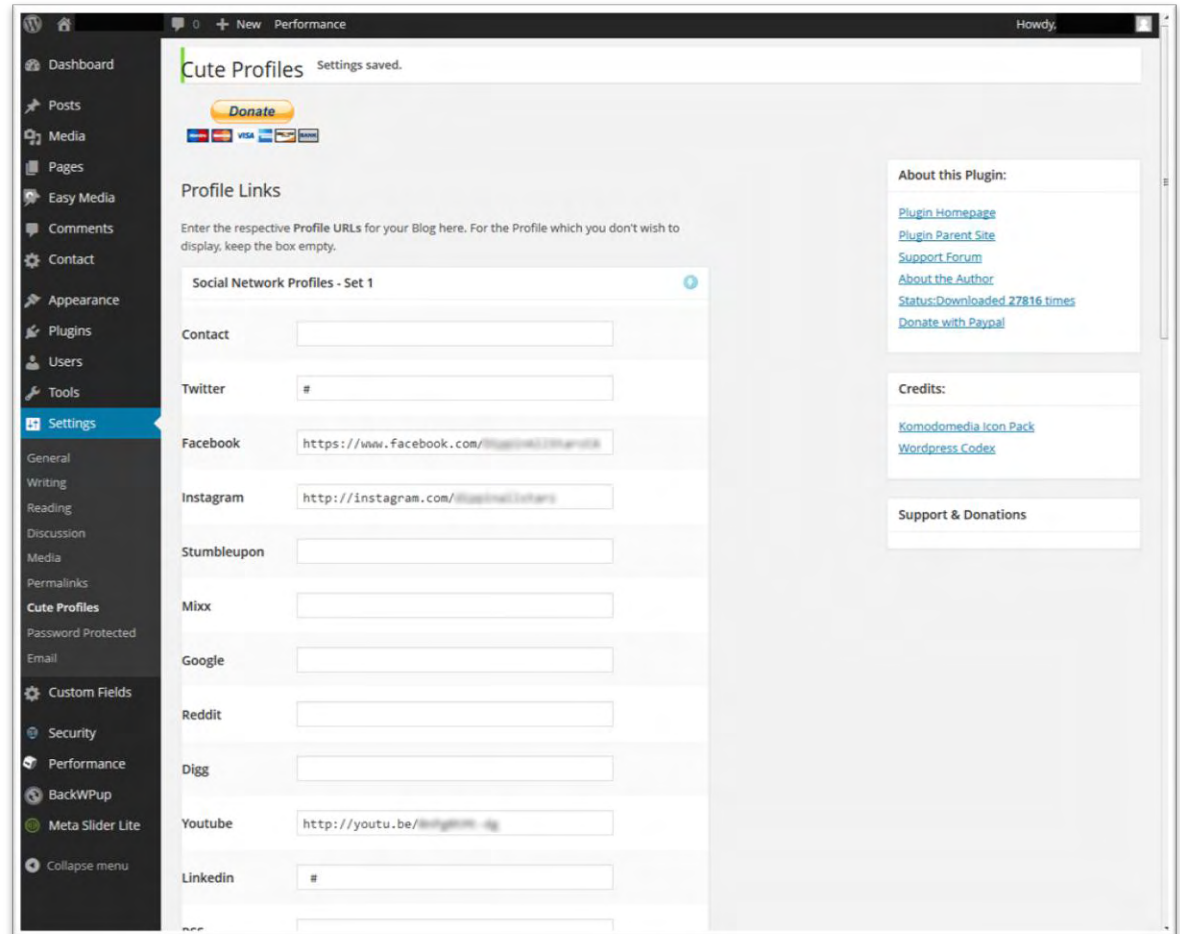 0 New Performance Howdy,
Dashboard
Posts
Media
Pages
Easy Media
Comments
Contact
Appearance
Plugins
Users
Tools
Settings
General
Writing
Reading
Discussion
Media
Permalinks
Cute Profiles
Password Protected
Email
Custom Fields
Security
Performance
BackWPup
Meta Slider Lite
Collapse menu
Cute Profiles Settings saved.
Donate
VISA
Profile Links
Enter the respective Profile URLs for your Blog here. For the Profile which you don't wish to
display, keep the box empty.
Social Network Profiles - Set 1
Contact
Twitter #
Facebook https://www.facebook.com/
Instagram http://instagram.com/
Stumbleupon
Mixx
Google
Reddit
Digg
Youtube http://youtu.be/
Linkedin #
About this Plugin:
Plugin Homepage
Plugin Parent Site
Support Forum
About the Author
Status:Downloaded 27816 times
Donate with Paypal
Credits:
Komodomedia Icon Pack
Wordpress Codex
Support & Donations